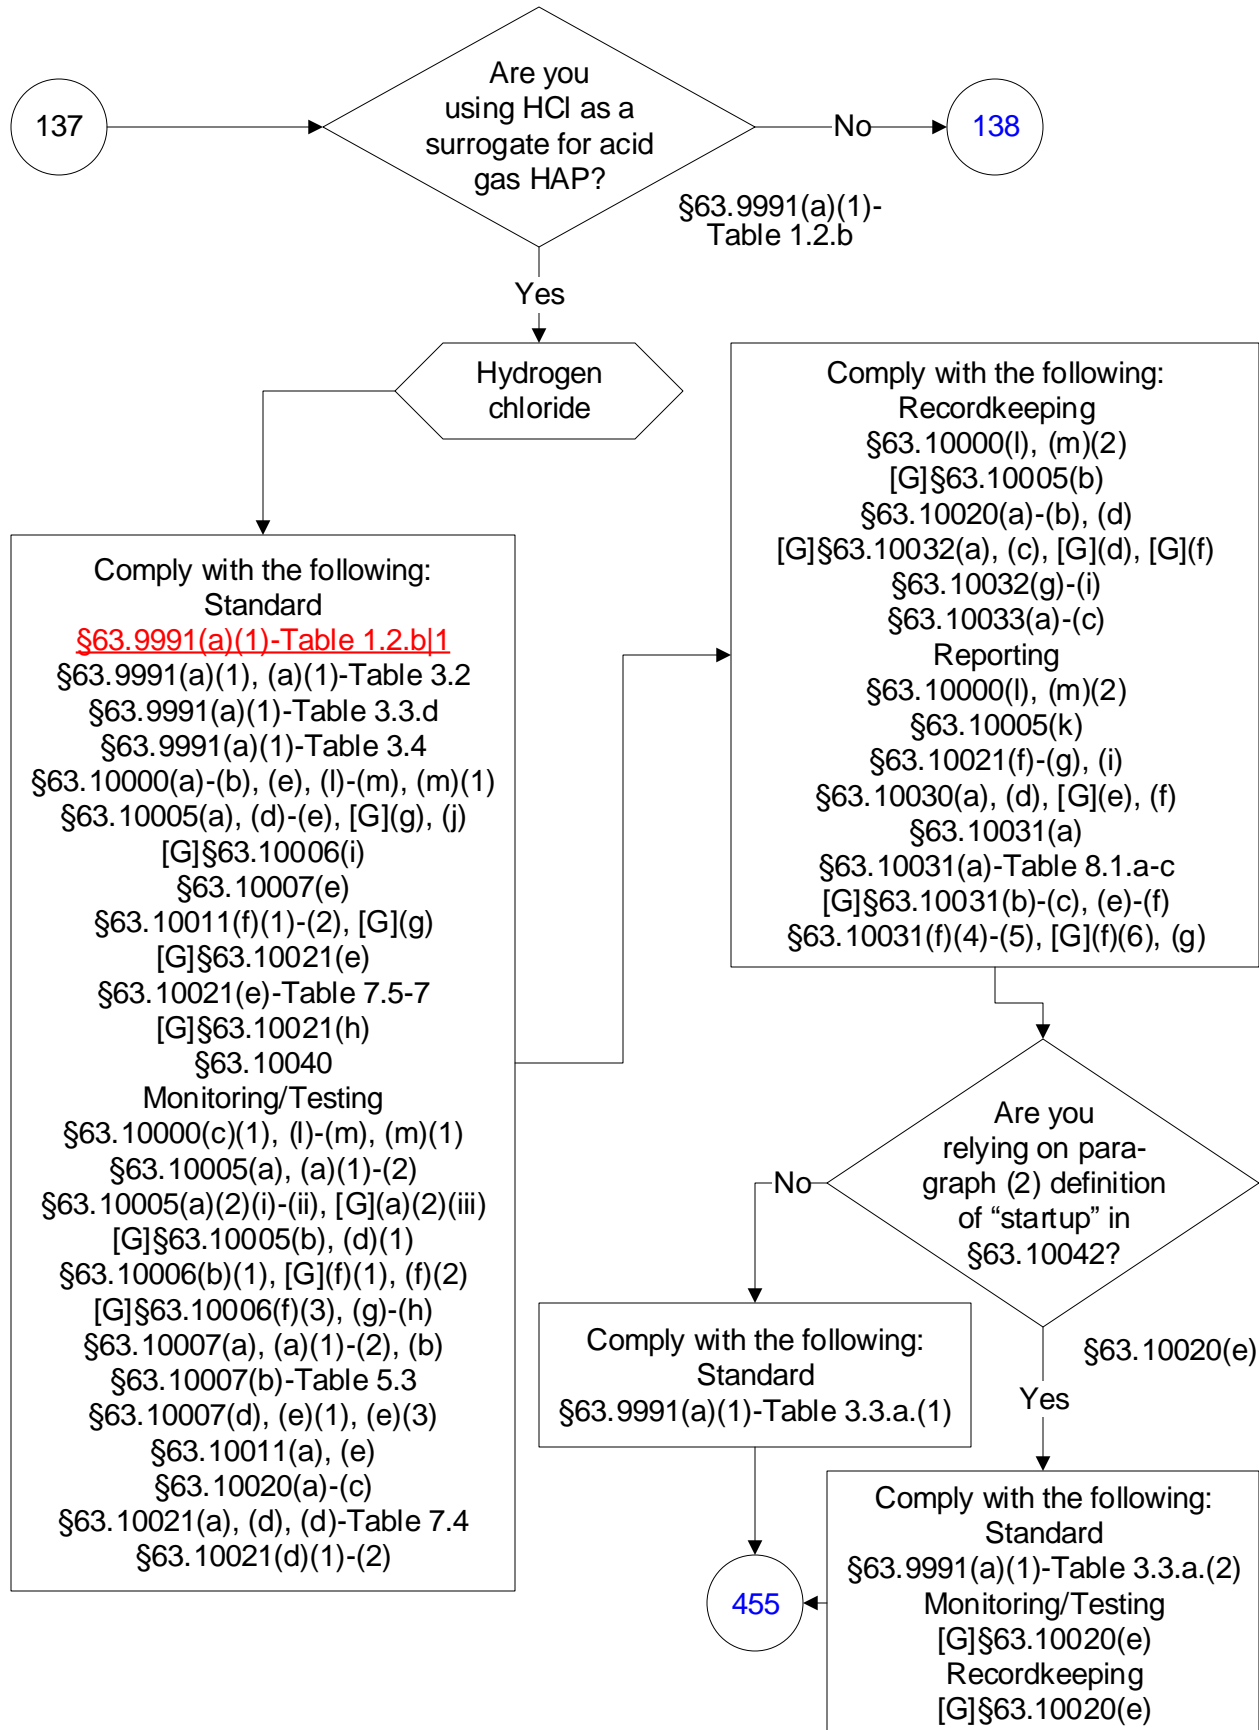 137
Are you
using HCl as a
surrogate for acid
gas HAP?
No
138
§63.9991(a)(1)-
Table 1.2.b
Yes
Hydrogen
chloride
Comply with the following:
Standard
§63.9991(a)(1)-Table 1.2.b|1
§63.9991(a)(1), (a)(1)-Table 3.2
§63.9991(a)(1)-Table 3.3.d
§63.9991(a)(1)-Table 3.4
§63.10000(a)-(b), (e), (l)-(m), (m)(1)
§63.10005(a), (d)-(e), [G](g), (j)
[G]§63.10006(i)
§63.10007(e)
§63.10011(f)(1)-(2), [G](g)
[G]§63.10021(e)
§63.10021(e)-Table 7.5-7
[G]§63.10021(h)
§63.10040
Monitoring/Testing
§63.10000(c)(1), (l)-(m), (m)(1)
§63.10005(a), (a)(1)-(2)
§63.10005(a)(2)(i)-(ii), [G](a)(2)(iii)
[G]§63.10005(b), (d)(1)
§63.10006(b)(1), [G](f)(1), (f)(2)
[G]§63.10006(f)(3), (g)-(h)
§63.10007(a), (a)(1)-(2), (b)
§63.10007(b)-Table 5.3
§63.10007(d), (e)(1), (e)(3)
§63.10011(a), (e)
§63.10020(a)-(c)
§63.10021(a), (d), (d)-Table 7.4
§63.10021(d)(1)-(2)
Comply with the following:
Recordkeeping
§63.10000(l), (m)(2)
[G]§63.10005(b)
§63.10020(a)-(b), (d)
[G]§63.10032(a), (c), [G](d), [G](f)
§63.10032(g)-(i)
§63.10033(a)-(c)
Reporting
§63.10000(l), (m)(2)
§63.10005(k)
§63.10021(f)-(g), (i)
§63.10030(a), (d), [G](e), (f)
§63.10031(a)
§63.10031(a)-Table 8.1.a-c
[G]§63.10031(b)-(c), (e)-(f)
§63.10031(f)(4)-(5), [G](f)(6), (g)
Are you
relying on para-
graph (2) definition
of “startup” in
§63.10042?
No
§63.10020(e)
Yes
Comply with the following:
Standard
§63.9991(a)(1)-Table 3.3.a.(1)
Comply with the following:
Standard
§63.9991(a)(1)-Table 3.3.a.(2)
Monitoring/Testing
[G]§63.10020(e)
Recordkeeping
[G]§63.10020(e)
455